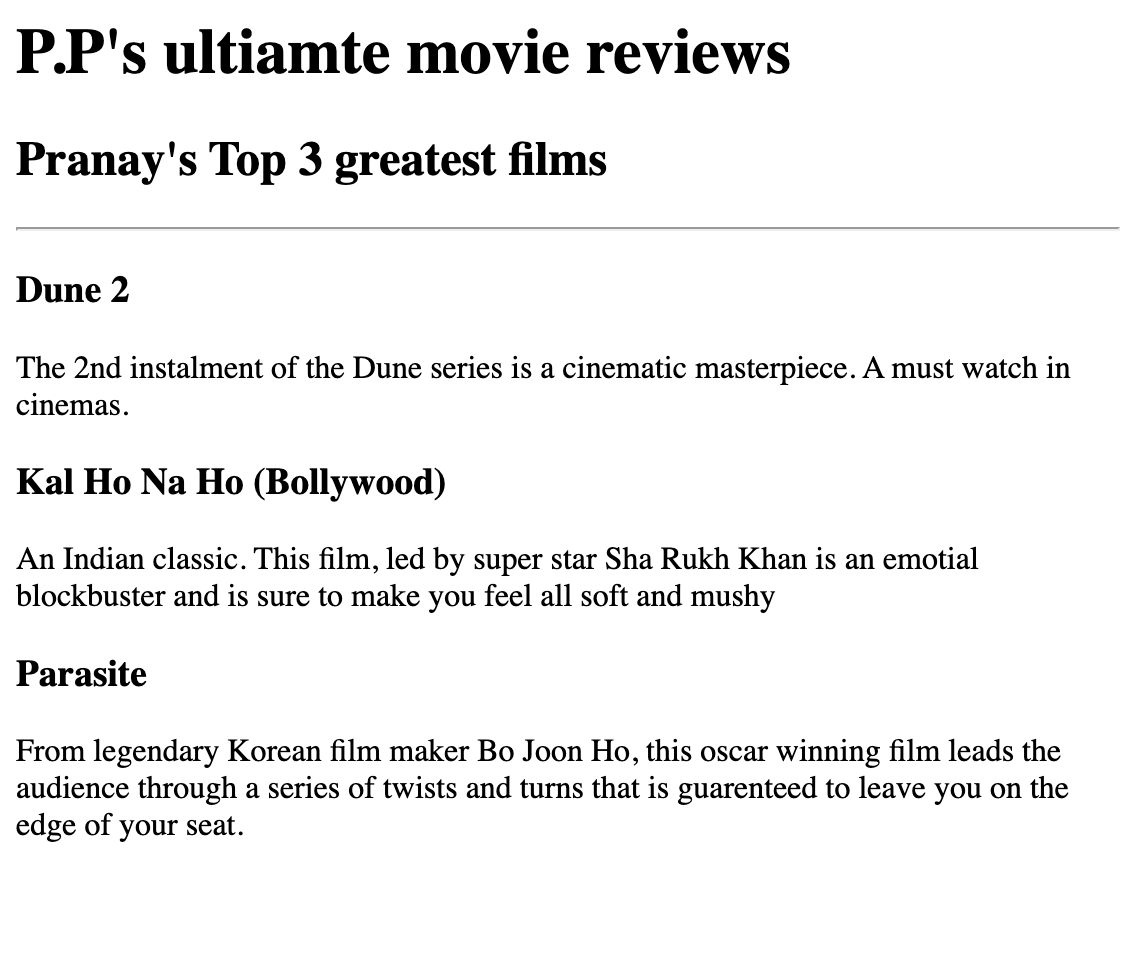 P.P's ultiamte movie reviews
Pranay's Top 3 greatest films
Dune 2
The 2nd instalment of the Dune series is a cinematic masterpiece. A must watch in
cinemas.
Kal Ho Na Ho (Bollywood)
An Indian classic. This film, led by super star Sha Rukh Khan is an emotial
blockbuster and is sure to make you feel all soft and mushy
Parasite
From legendary Korean film maker Bo Joon Ho, this oscar winning film leads the
audience through a series of twists and turns that is guarenteed to leave you on the
edge of your seat.